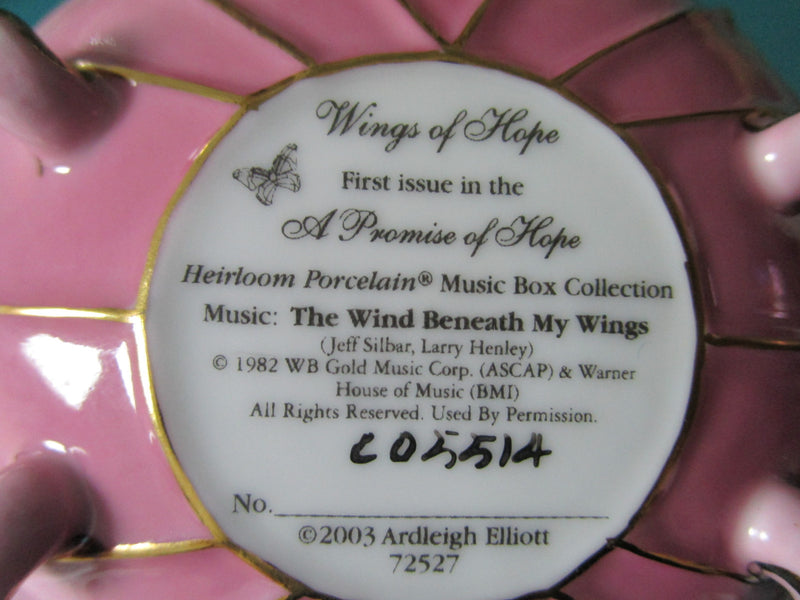 Wings of Hope
First issue in the
A Promise of Hope
Heirloom Porcelain® Music Box Collection
Music: The Wind Beneath My Wings
(Jeff Silbar, Larry Henley)
© 1982 WB Gold Music Corp. (ASCAP) & Warner
House of Music (BMI)
All Rights Reserved. Used By Permission.
C05514
No.
©2003 Ardleigh Elliott
72527